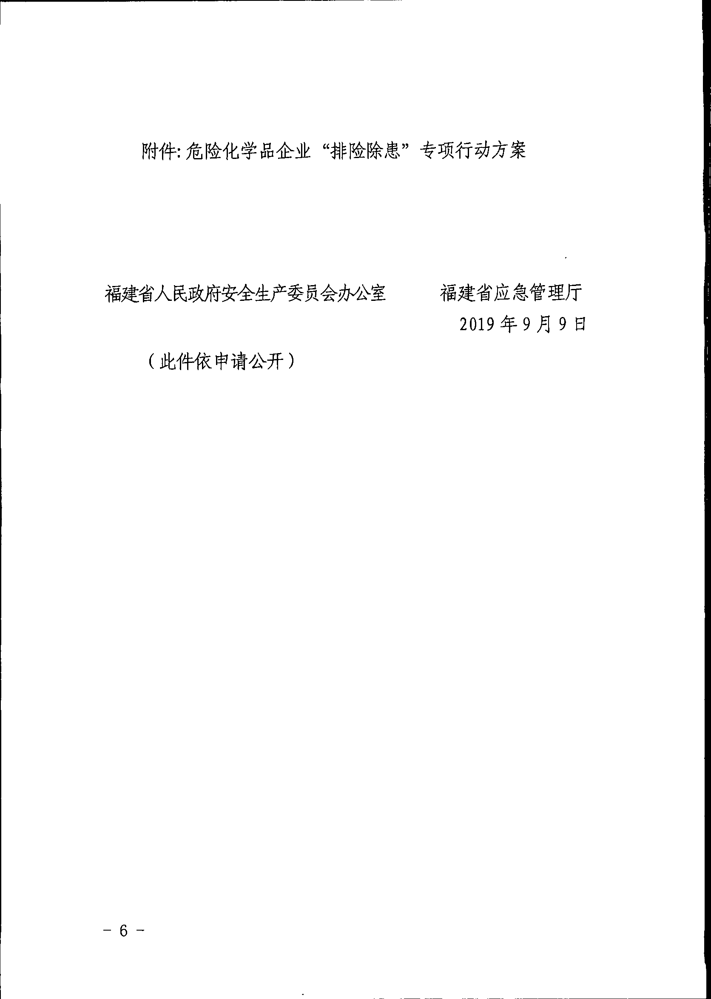 附件:危险化学品企业“排险除患”专项行动方案
福建省人民政府安全生产委员会办公室 福建省应急管理厅
2019年9月9日
（此件依申请公开）
- 6 -